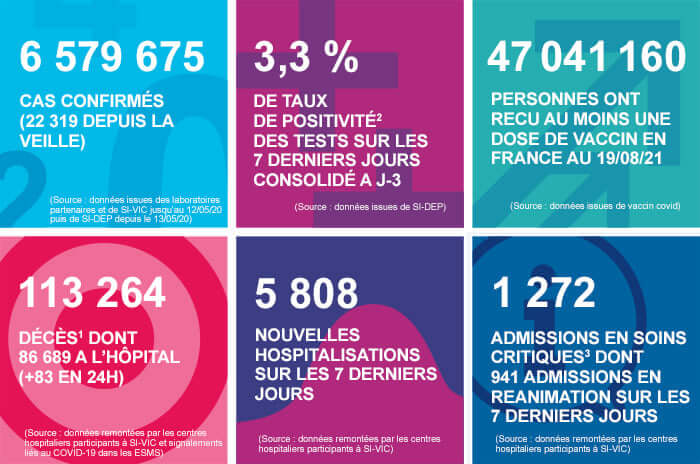 6 579 675
CAS CONFIRMÉS
(22 319 DEPUIS LA
VEILLE)
(Source : données issues des laboratoires
partenaires et de SI-VIC jusqu'au 12/05/20
puis de SI-DEP depuis le 13/05/20)
3,3 %
DE TAUX
DE POSITIVITÉ²
DES TESTS SUR LES
7 DERNIERS JOURS
CONSOLIDÉ A J-3
(Source : données issues de SI-DEP)
47 041 160
PERSONNES ONT
RECU AU MOINS UNE
DOSE DE VACCIN EN
FRANCE AU 19/08/21
(Source : données issues de vaccin covid)
113 264
DÉCÈS¹ DONT
86 689 A L'HÔPITAL
(+83 EN 24H)
(Source : données remontées par les centres
hospitaliers participants à SI-VIC et signalements
liés au COVID-19 dans les ESMS)
5 808
NOUVELLES
HOSPITALISATIONS
SUR LES 7 DERNIERS
JOURS
(Source : données remontées par les centres
hospitaliers participants à SI-VIC)
1 272
ADMISSIONS EN SOINS
CRITIQUES³ DONT
941 ADMISSIONS EN
REANIMATION SUR LES
7 DERNIERS JOURS
(Source : données remontées par les centres
hospitaliers participants à SI-VIC)